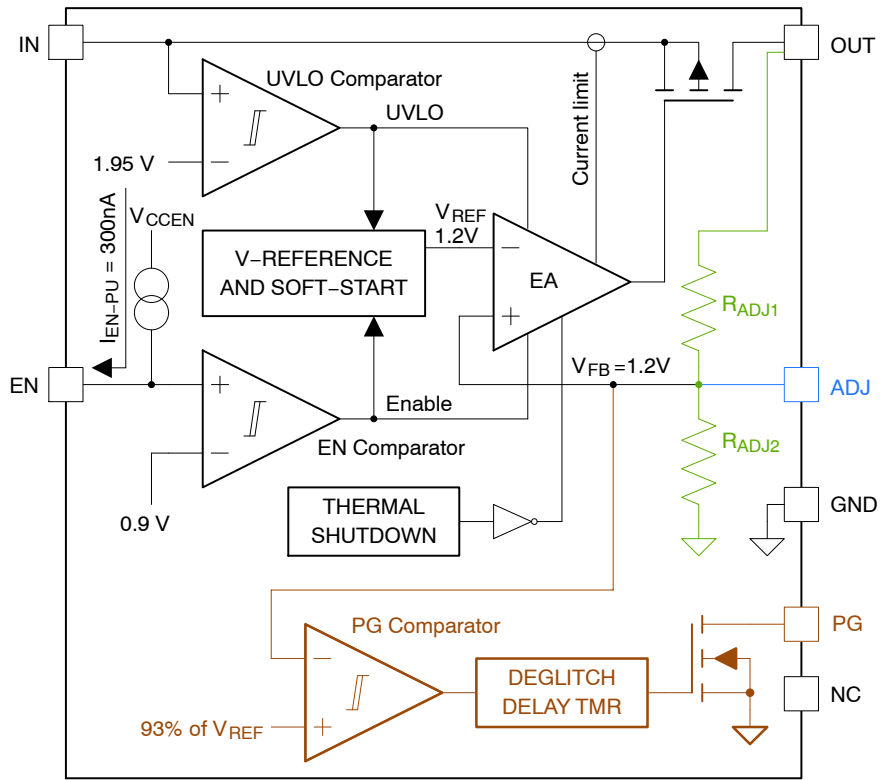 IN
OUT
UVLO Comparator
UVLO
Current limit
+
−
1.95 V
IEN−PU = 300nA
VCCEN
VREF
1.2V
V−REFERENCE
AND SOFT−START
−
EA
+
RADJ1
VFB = 1.2V
EN
ADJ
+
Enable
−
EN Comparator
RADJ2
0.9 V
THERMAL
SHUTDOWN
GND
PG Comparator
PG
−
DEGLITCH
DELAY TMR
NC
93% of VREF
+